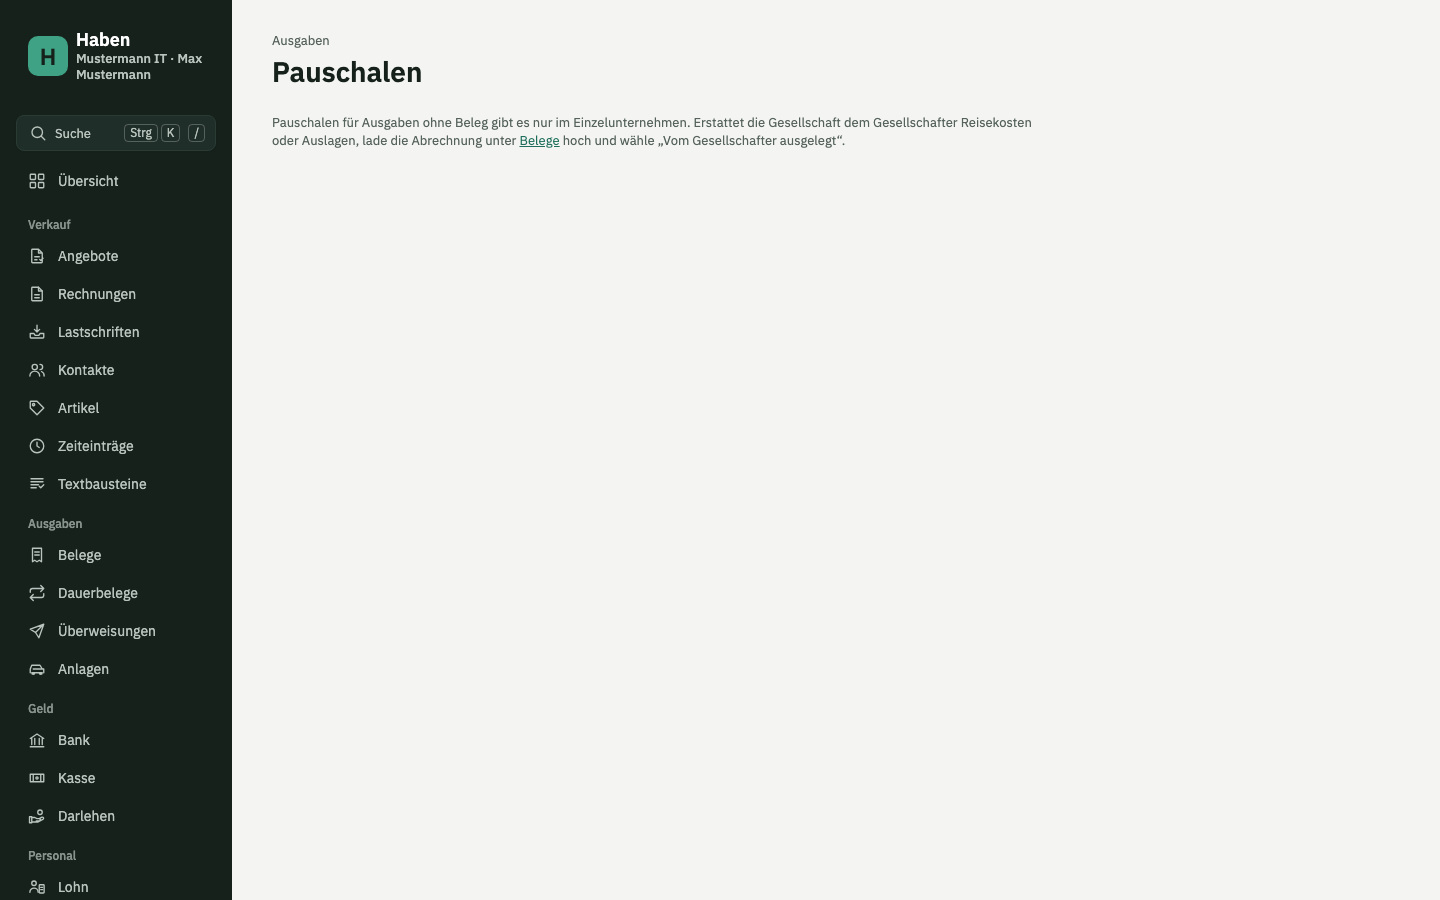 H
Haben
Mustermann IT · Max
Mustermann
Suche Strg K /
Übersicht
Verkauf
Angebote
Rechnungen
Lastschriften
Kontakte
Artikel
Zeiteinträge
Textbausteine
Ausgaben
Belege
Dauerbelege
Überweisungen
Anlagen
Geld
Bank
Kasse
Darlehen
Personal
Lohn
Ausgaben
Pauschalen
Pauschalen für Ausgaben ohne Beleg gibt es nur im Einzelunternehmen. Erstattet die Gesellschaft dem Gesellschafter Reisekosten
oder Auslagen, lade die Abrechnung unter Belege hoch und wähle „Vom Gesellschafter ausgelegt“.